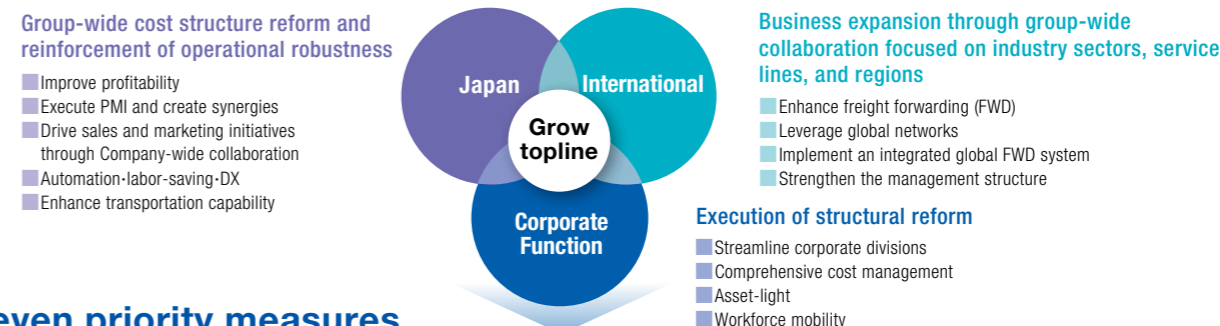 Group-wide cost structure reform and
reinforcement of operational robustness
Improve profitability
Execute PMI and create synergies
Drive sales and marketing initiatives
through Company-wide collaboration
Automation･labor-saving･DX
Enhance transportation capability
Japan
International
Grow
topline
Corporate
Function
Business expansion through group-wide
collaboration focused on industry sectors, service
lines, and regions
Enhance freight forwarding (FWD)
Leverage global networks
Implement an integrated global FWD system
Strengthen the management structure
Execution of structural reform
Streamline corporate divisions
Comprehensive cost management
Asset-light
Workforce mobility
even priority measures